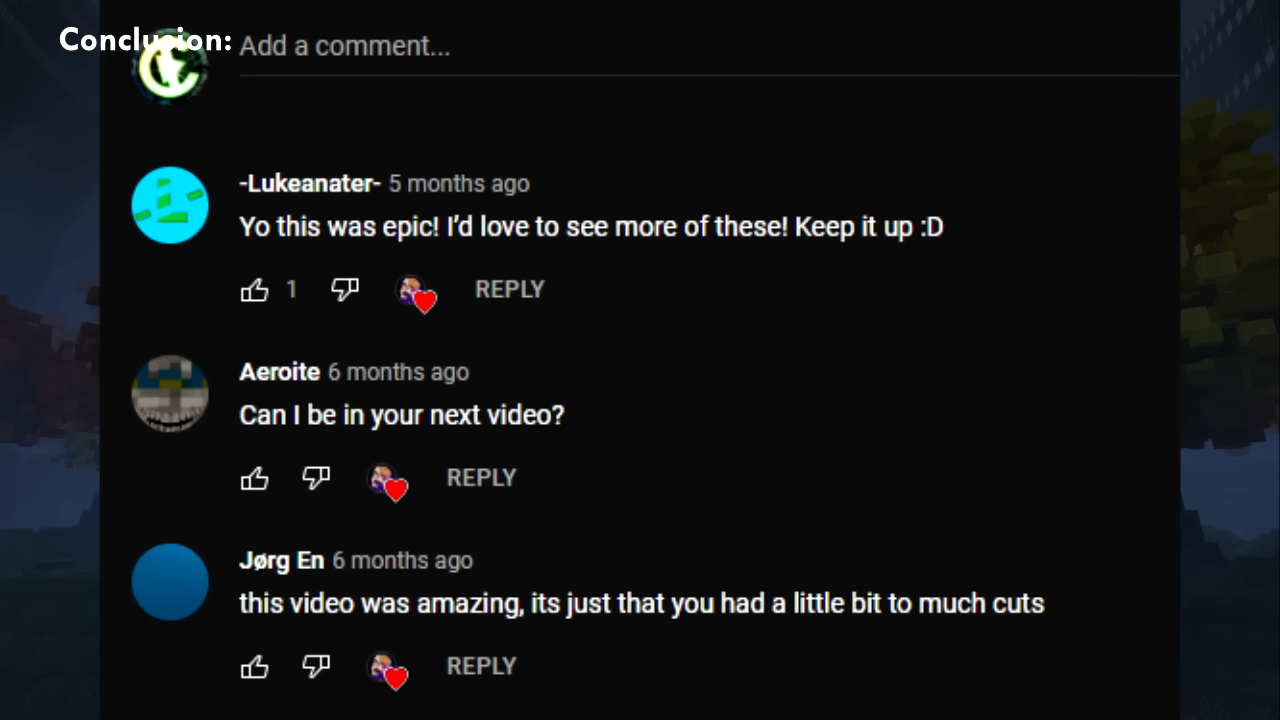 Conclusion:
Add a comment...
-Lukeanater- 5 months ago
Yo this was epic! I'd love to see more of these! Keep it up :D
1 REPLY
Aeroite 6 months ago
Can I be in your next video?
REPLY
Jørg En 6 months ago
this video was amazing, its just that you had a little bit to much cuts
REPLY